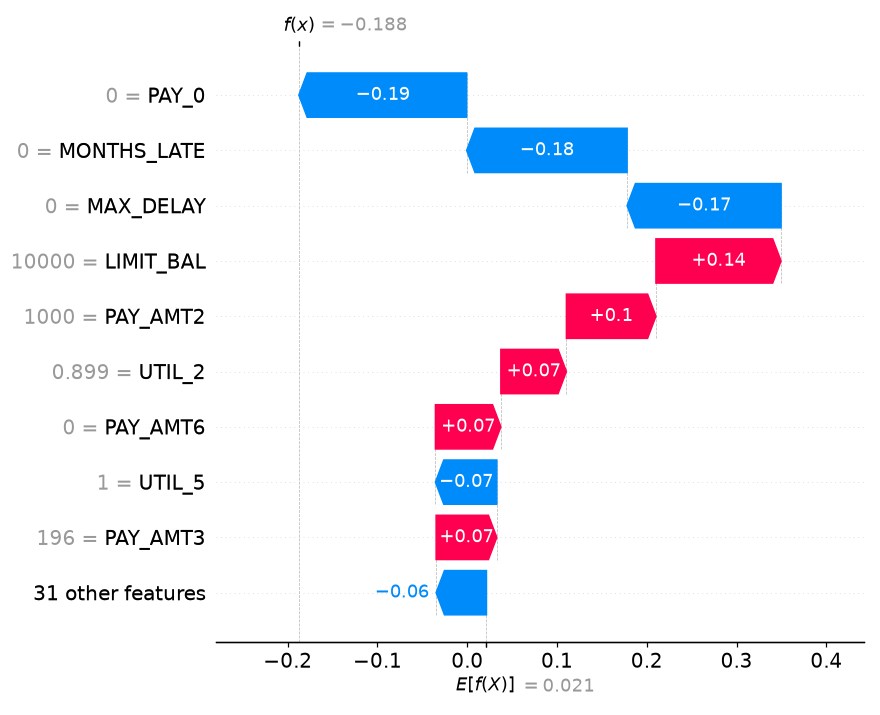 f(x) = −0.188
0 = PAY_0 −0.19
0 = MONTHS_LATE −0.18
0 = MAX_DELAY −0.17
10000 = LIMIT_BAL +0.14
1000 = PAY_AMT2 +0.1
0.899 = UTIL_2 +0.07
0 = PAY_AMT6 +0.07
1 = UTIL_5 −0.07
196 = PAY_AMT3 +0.07
31 other features −0.06
−0.2 −0.1 0.0 0.1 0.2 0.3 0.4
E[f(X)] = 0.021